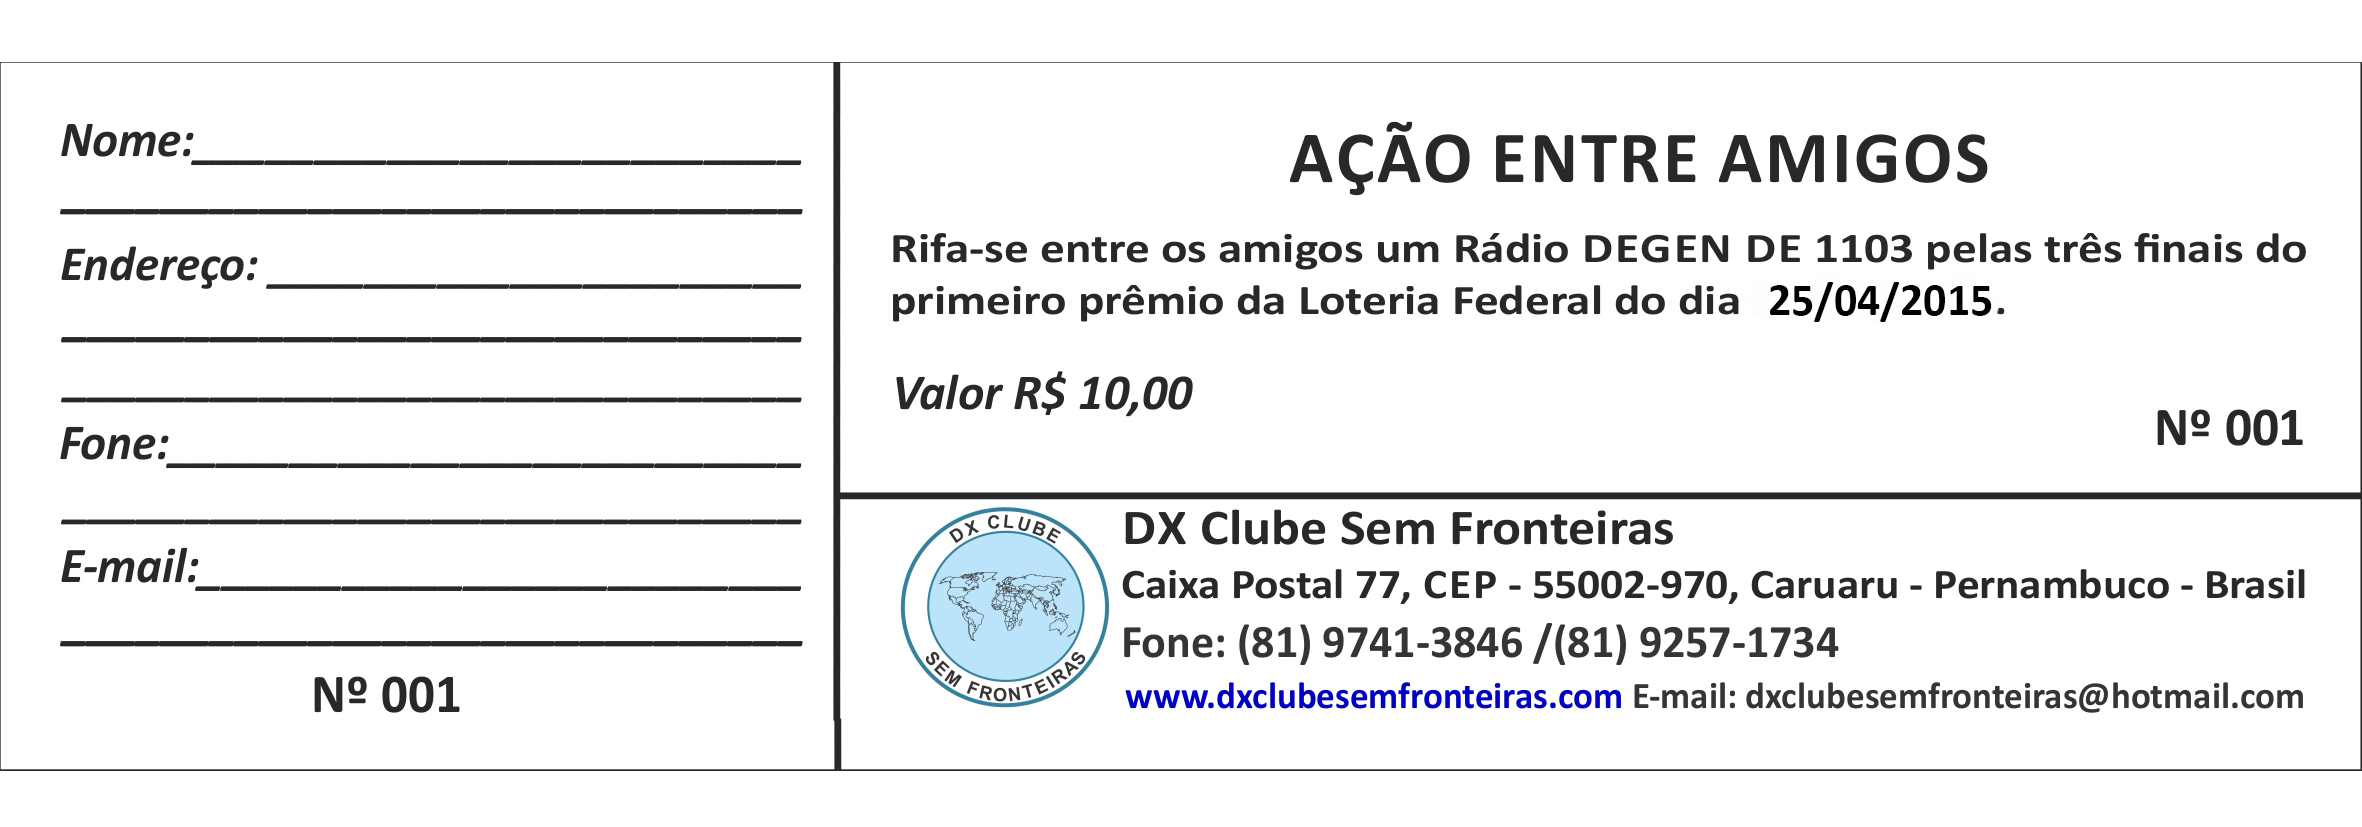 Nome:
Endereço:
Fone:
E-mail:
Nº 001
AÇÃO ENTRE AMIGOS
Rifa-se entre os amigos um Rádio DEGEN DE 1103 pelas três finais do
primeiro prêmio da Loteria Federal do dia 25/04/2015.
Valor R$ 10,00
Nº 001
DX CLUBE
SEM FRONTEIRAS
DX Clube Sem Fronteiras
Caixa Postal 77, CEP - 55002-970, Caruaru - Pernambuco - Brasil
Fone: (81) 9741-3846 /(81) 9257-1734
www.dxclubesemfronteiras.com E-mail: dxclubesemfronteiras@hotmail.com